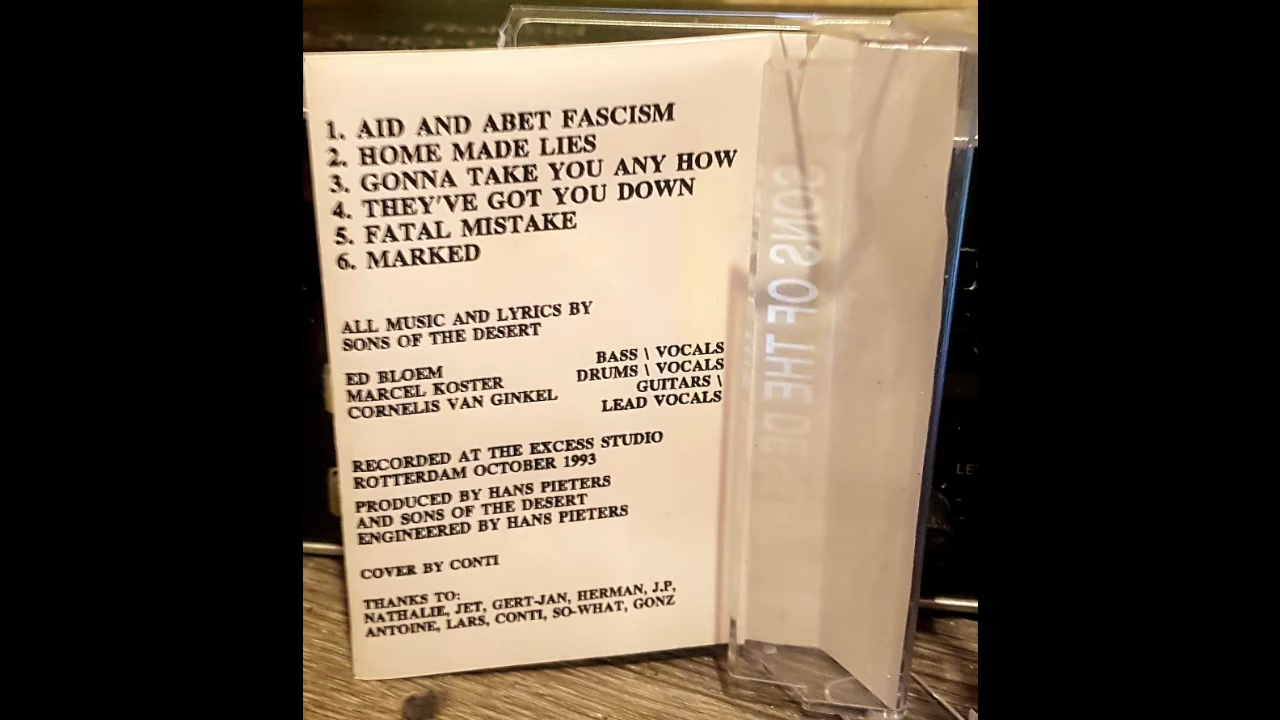 1. AID AND ABET FASCISM
2. HOME MADE LIES
3. GONNA TAKE YOU ANY HOW
4. THEY'VE GOT YOU DOWN
5. FATAL MISTAKE
6. MARKED
ALL MUSIC AND LYRICS BY
SONS OF THE DESERT
ED BLOEM BASS \ VOCALS
MARCEL KOSTER DRUMS \ VOCALS
CORNELIS VAN GINKEL GUITARS \
LEAD VOCALS
RECORDED AT THE EXCESS STUDIO
ROTTERDAM OCTOBER 1993
PRODUCED BY HANS PIETERS
AND SONS OF THE DESERT
ENGINEERED BY HANS PIETERS
COVER BY CONTI
THANKS TO:
NATHALIE, JET, GERT-JAN, HERMAN, J.P,
ANTOINE, LARS, CONTI, SO-WHAT, GONZ
SONS OF THE DE